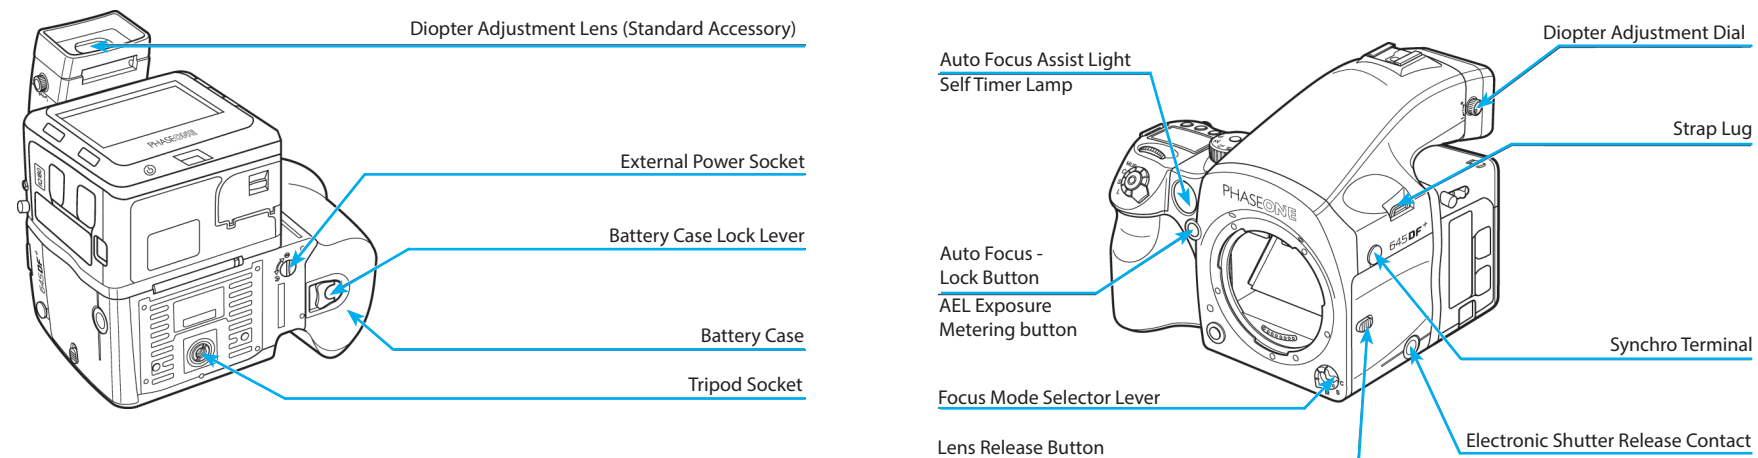 Diopter Adjustment Lens (Standard Accessory)
PHASEONE
External Power Socket
Battery Case Lock Lever
645DF+
Battery Case
Tripod Socket
Diopter Adjustment Dial
Auto Focus Assist Light
Self Timer Lamp
Strap Lug
PHASEONE
645DF+
Auto Focus -
Lock Button
AEL Exposure
Metering button
Synchro Terminal
Focus Mode Selector Lever
Electronic Shutter Release Contact
Lens Release Button